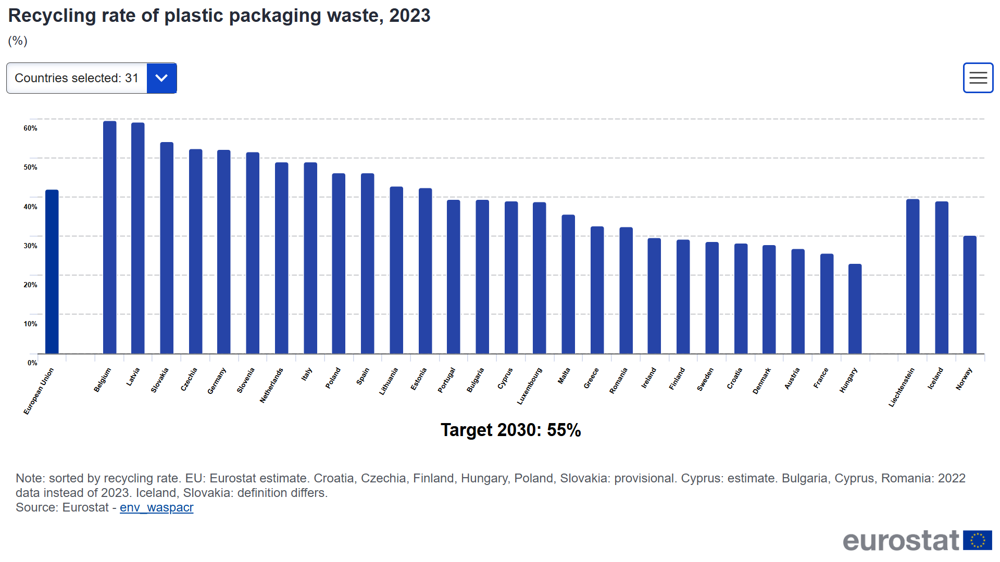 Recycling rate of plastic packaging waste, 2023
(%)
Countries selected: 31
60%
50%
40%
30%
20%
10%
0%
European Union
Belgium
Latvia
Slovakia
Czechia
Germany
Slovenia
Netherlands
Italy
Poland
Spain
Lithuania
Estonia
Portugal
Bulgaria
Cyprus
Luxembourg
Malta
Greece
Romania
Ireland
Finland
Sweden
Croatia
Denmark
Austria
France
Hungary
Liechtenstein
Iceland
Norway
Target 2030: 55%
Note: sorted by recycling rate. EU: Eurostat estimate. Croatia, Czechia, Finland, Hungary, Poland, Slovakia: provisional. Cyprus: estimate. Bulgaria, Cyprus, Romania: 2022
data instead of 2023. Iceland, Slovakia: definition differs.
Source: Eurostat - env_waspacr
eurostat